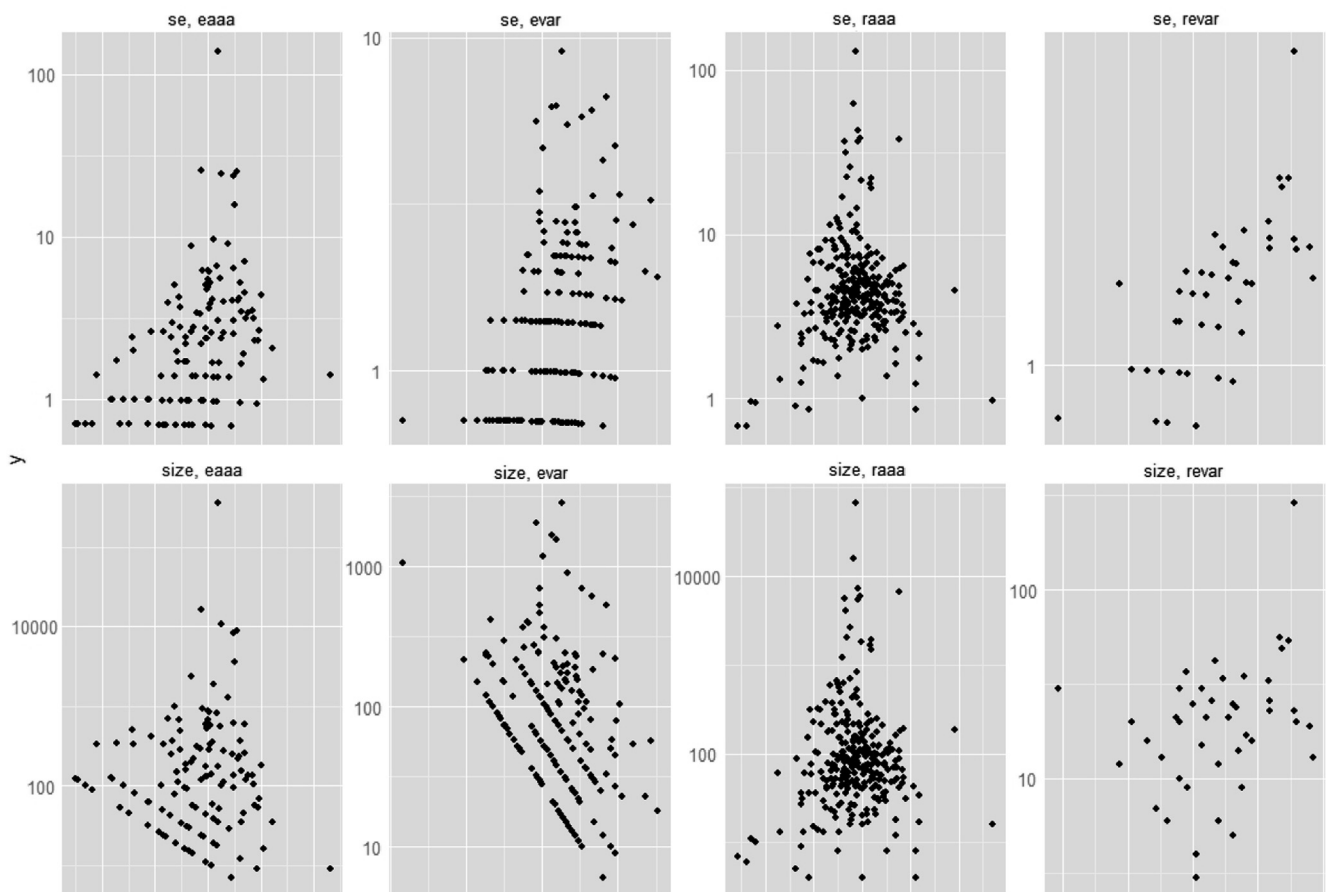 se, eaaa
se, evar
se, raaa
se, revar
100
10
1
10
1
100
10
1
1
y
size, eaaa
size, evar
size, raaa
size, revar
10000
100
1000
100
10
10000
100
100
10